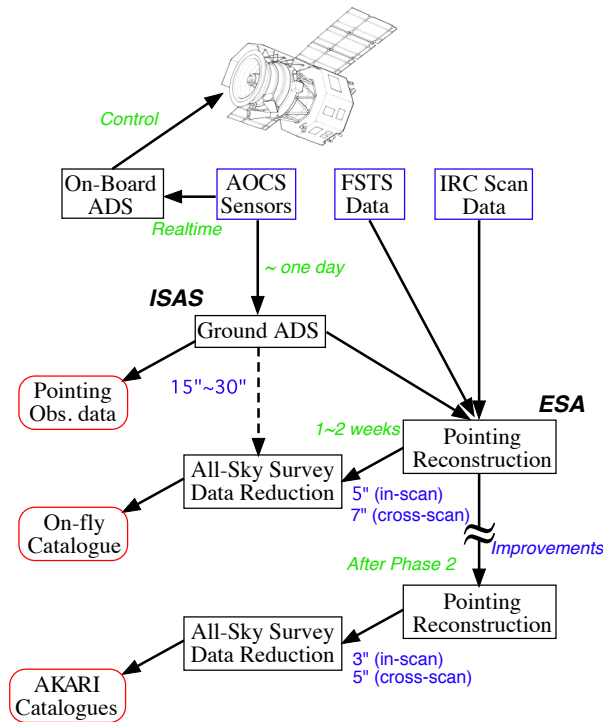 Control
On-Board
ADS
AOCS
Sensors
FSTS
Data
IRC Scan
Data
Realtime
~ one day
ISAS
Ground ADS
Pointing
Obs. data
15"~30"
ESA
1~2 weeks
Pointing
Reconstruction
All-Sky Survey
Data Reduction
5" (in-scan)
7" (cross-scan)
On-fly
Catalogue
Improvements
After Phase 2
Pointing
Reconstruction
All-Sky Survey
Data Reduction
3" (in-scan)
5" (cross-scan)
AKARI
Catalogues